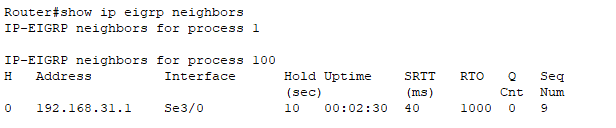 Router#show ip eigrp neighbors
IP-EIGRP neighbors for process 1
IP-EIGRP neighbors for process 100
H   Address         Interface      Hold Uptime    SRTT   RTO   Q   Seq
                                   (sec)          (ms)        Cnt  Num
0   192.168.31.1    Se3/0          10   00:02:30  40     1000  0   9